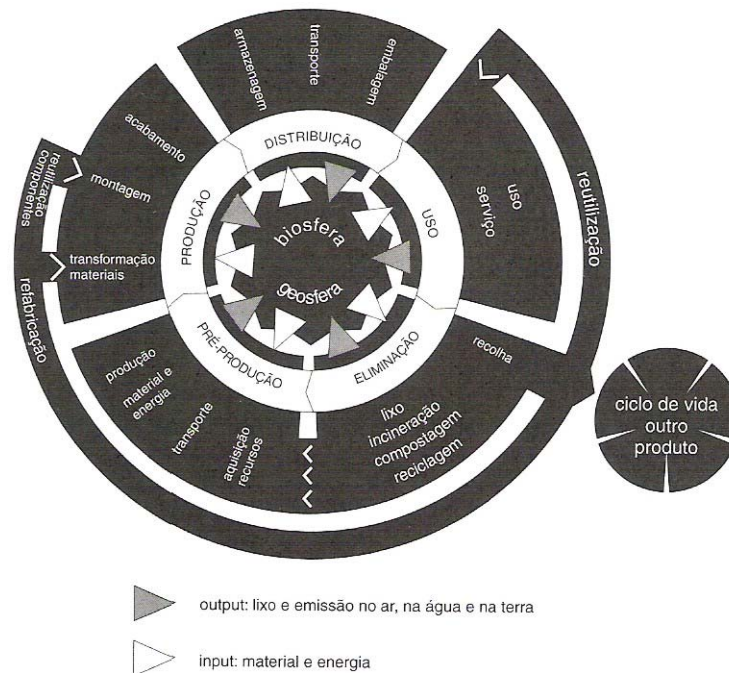 armazenagem
transporte
embalagem
DISTRIBUIÇÃO
acabamento
montagem
transformação
materiais
PRODUÇÃO
reutilização
componentes
refabricação
biosfera
geosfera
USO
uso
serviço
reutilização
PRÉ-PRODUÇÃO
produção
material e
energia
transporte
aquisição
recursos
ELIMINAÇÃO
recolha
lixo
incineração
compostagem
reciclagem
ciclo de vida
outro
produto
output: lixo e emissão no ar, na água e na terra
input: material e energia